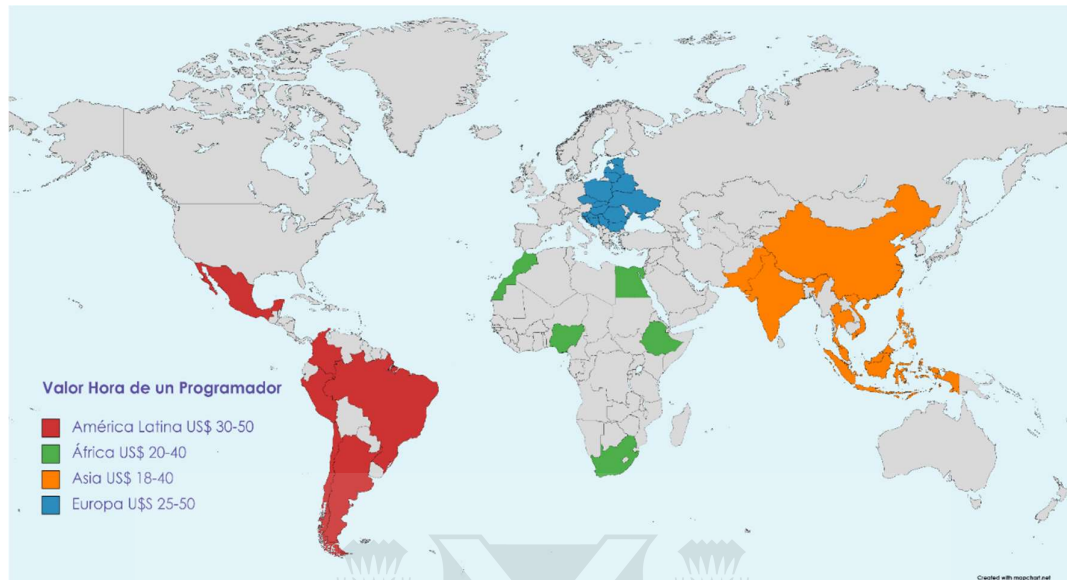 Valor Hora de un Programador
América Latina US$ 30-50
África US$ 20-40
Asia US$ 18-40
Europa U$S 25-50
Created with mapchart.net